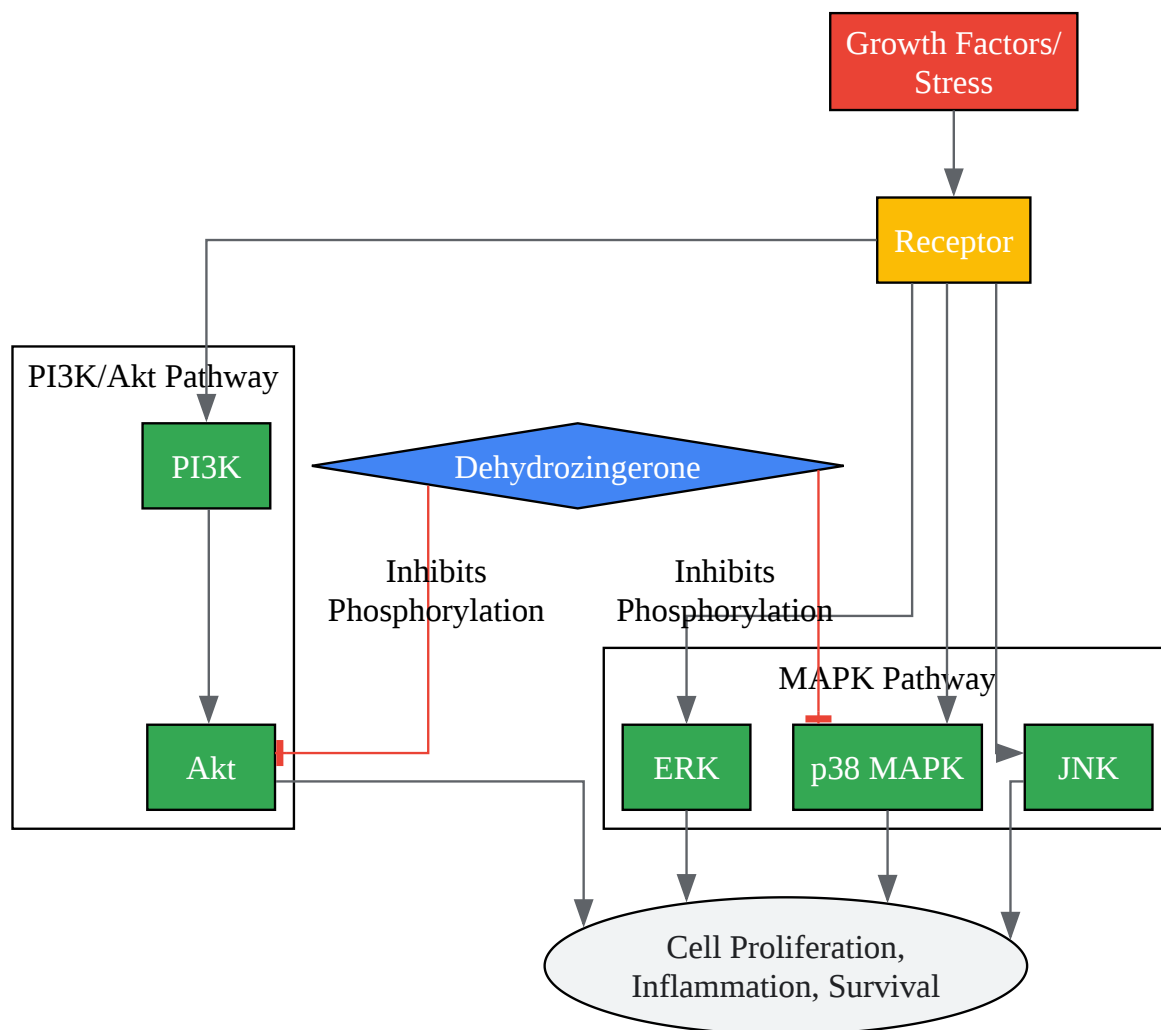 Growth Factors/
Stress
Receptor
PI3K/Akt Pathway
PI3K
Dehydrozingerone
Inhibits
Phosphorylation
Inhibits
Phosphorylation
MAPK Pathway
Akt
ERK
p38 MAPK
JNK
Cell Proliferation,
Inflammation, Survival